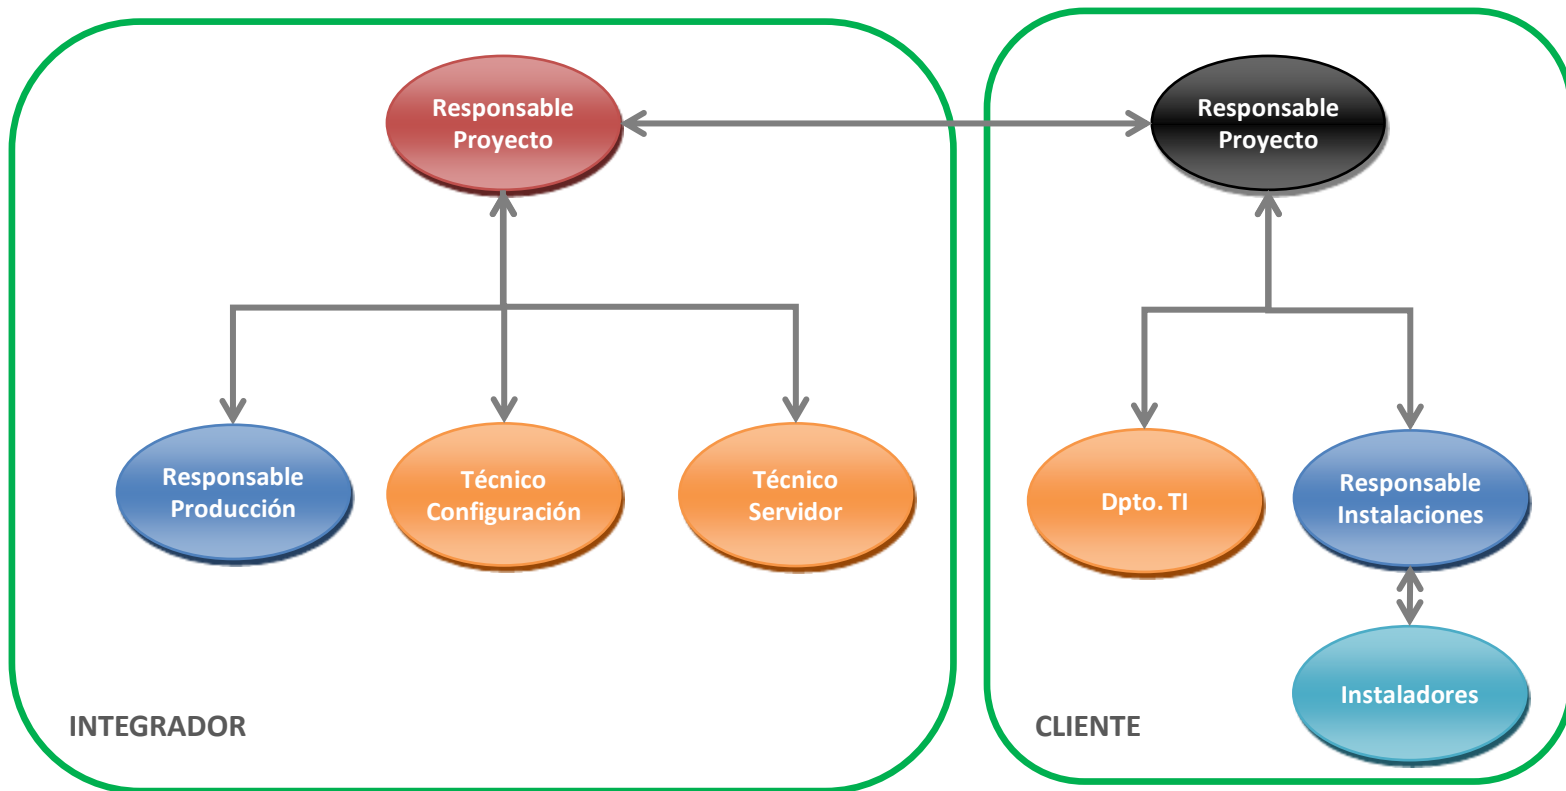 Responsable
Proyecto
Responsable
Proyecto
Responsable
Producción
Técnico
Configuración
Técnico
Servidor
Dpto. TI
Responsable
Instalaciones
Instaladores
INTEGRADOR
CLIENTE